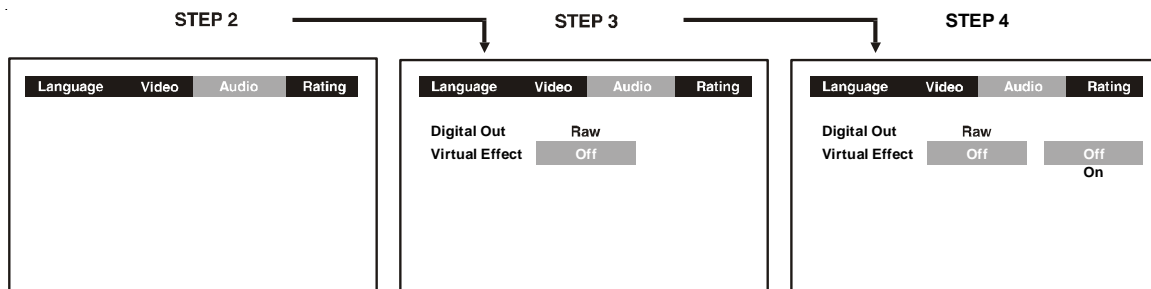 STEP 2
STEP 3
STEP 4
Language Video Audio Rating
Language Video Audio Rating
Digital Out Raw
Virtual Effect Off
Language Video Audio Rating
Digital Out Raw
Virtual Effect Off Off
On